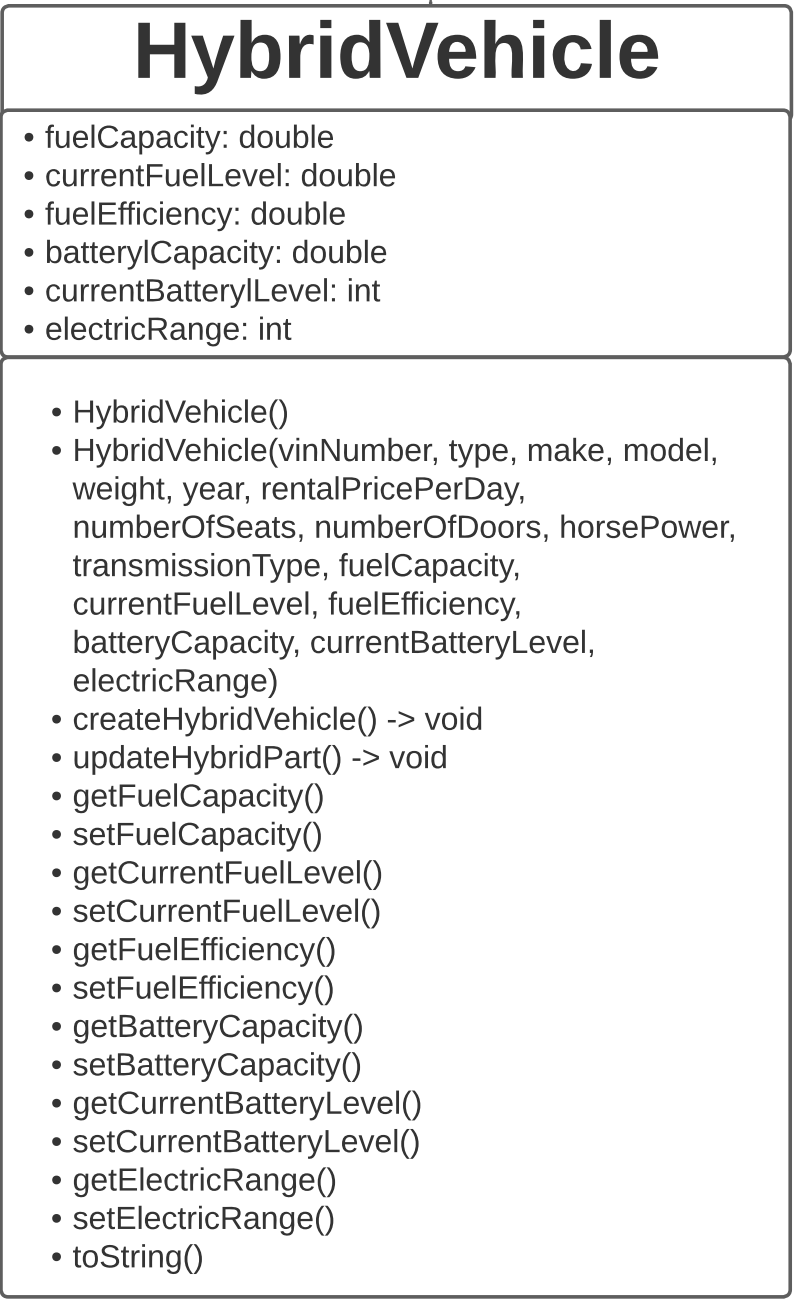 HybridVehicle
• fuelCapacity: double
• currentFuelLevel: double
• fuelEfficiency: double
• batterylCapacity: double
• currentBatterylLevel: int
• electricRange: int
• HybridVehicle()
• HybridVehicle(vinNumber, type, make, model,
weight, year, rentalPricePerDay,
numberOfSeats, numberOfDoors, horsePower,
transmissionType, fuelCapacity,
currentFuelLevel, fuelEfficiency,
batteryCapacity, currentBatteryLevel,
electricRange)
• createHybridVehicle() -> void
• updateHybridPart() -> void
• getFuelCapacity()
• setFuelCapacity()
• getCurrentFuelLevel()
• setCurrentFuelLevel()
• getFuelEfficiency()
• setFuelEfficiency()
• getBatteryCapacity()
• setBatteryCapacity()
• getCurrentBatteryLevel()
• setCurrentBatteryLevel()
• getElectricRange()
• setElectricRange()
• toString()